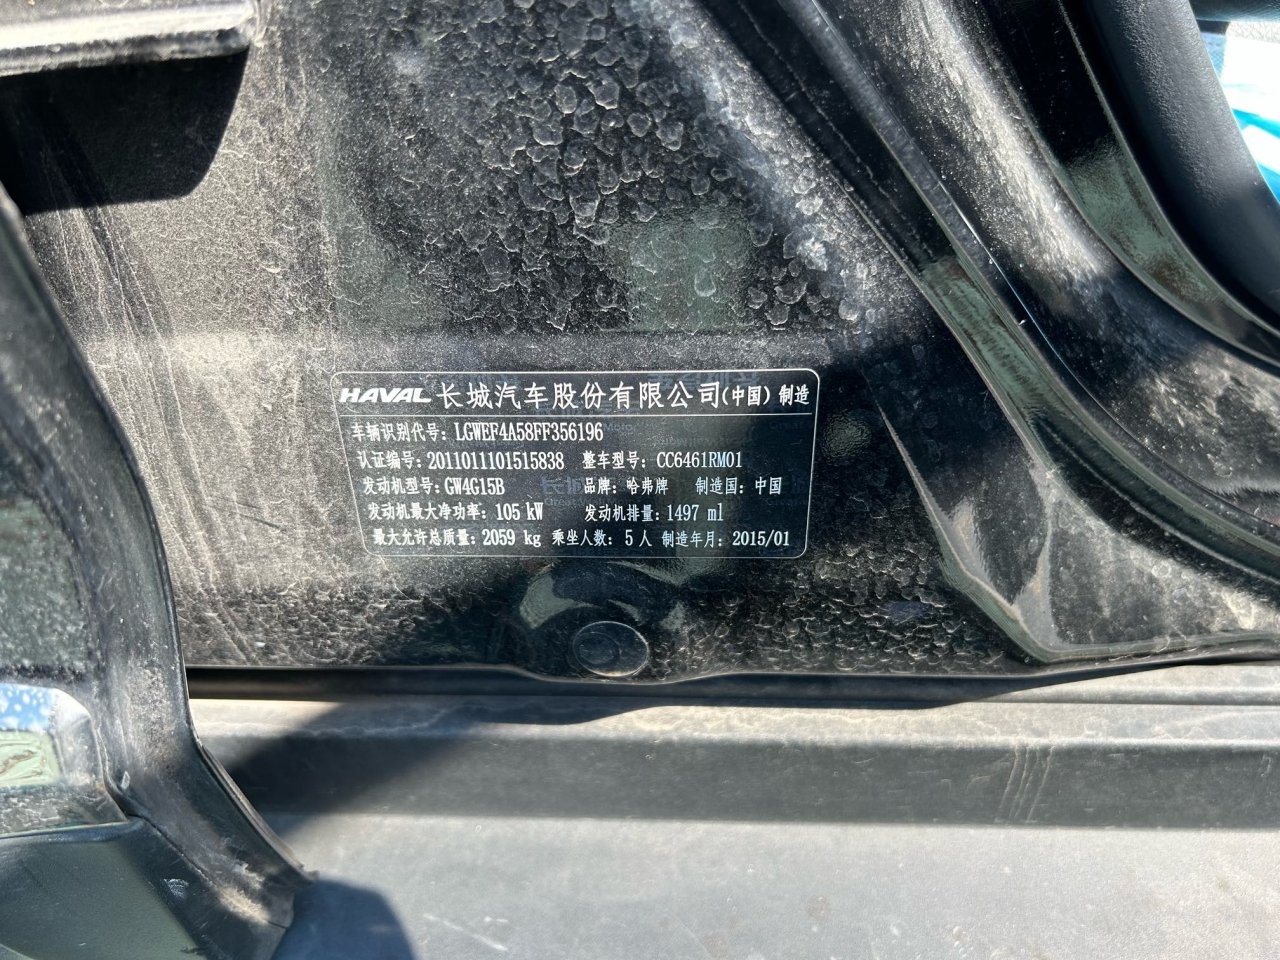 HAVAL 长城汽车股份有限公司(中国) 制造
车辆识别代号: LGWEF4A58FF356196
认证编号: 2011011101515838 整车型号: CC6461RM01
发动机型号: GW4G15B 品牌: 哈弗牌 制造国: 中国
发动机最大净功率: 105 kW 发动机排量: 1497 ml
最大允许总质量: 2059 kg 乘坐人数: 5 人 制造年月: 2015/01